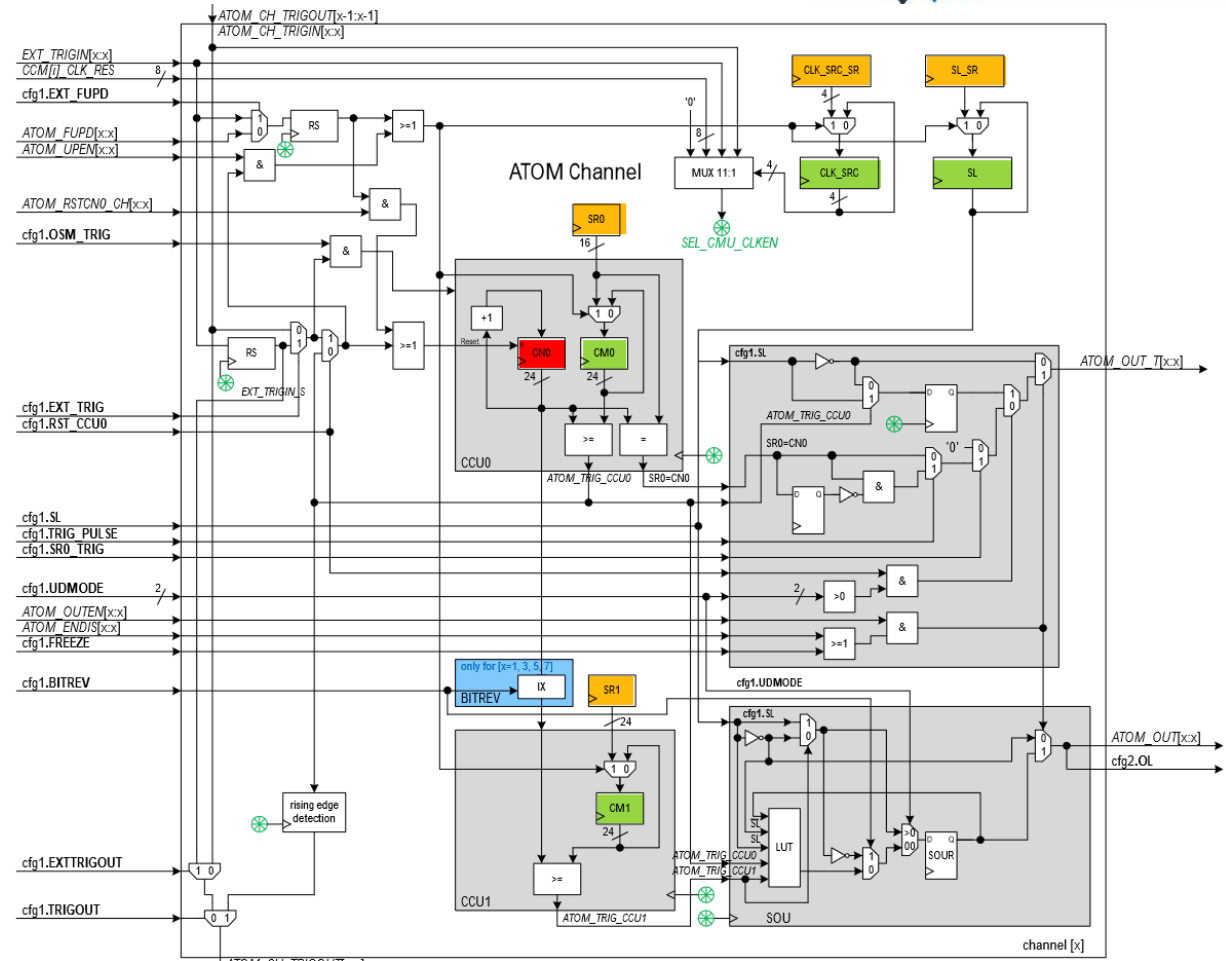 ATOM_CH_TRIGOUT[x-1:x-1]
ATOM_CH_TRIGIN[x:x]
EXT_TRIGIN[x:x]
CCM[i]_CLK_RES
8
cfg1.EXT_FUPD
ATOM_FUPD[x:x]
ATOM_UPEN[x:x]
ATOM_RSTCN0_CH[x:x]
cfg1.OSM_TRIG
1
0
RS
>=1
&
&
&
ATOM Channel
'0'
8
MUX 11:1
4
SEL_CMU_CLKEN
CLK_SRC_SR
4
1 0
CLK_SRC
4
SL_SR
1 0
SL
SR0
16
+1
1 0
Reset
R
CN0
24
CM0
24
>=
=
CCU0
ATOM_TRIG_CCU0
SR0=CN0
RS
EXT_TRIGIN_S
0
1
1
0
>=1
cfg1.EXT_TRIG
cfg1.RST_CCU0
cfg1.SL
cfg1.TRIG_PULSE
cfg1.SR0_TRIG
cfg1.UDMODE
2
ATOM_OUTEN[x:x]
ATOM_ENDIS[x:x]
cfg1.FREEZE
cfg1.BITREV
cfg1.SL
ATOM_TRIG_CCU0
0
1
D Q
1
0
0
1
ATOM_OUT_T[x:x]
SR0=CN0
D Q
&
0
1
'0'
0
1
2
>0
&
>=1
&
only for [x=1, 3, 5, 7]
IX
BITREV
SR1
24
1 0
CM1
24
>=
CCU1
ATOM_TRIG_CCU1
cfg1.UDMODE
cfg1.SL
1
0
SL
SL
LUT
ATOM_TRIG_CCU0
ATOM_TRIG_CCU1
1
0
>0
00
D Q
SOUR
0
1
SOU
ATOM_OUT[x:x]
cfg2.OL
rising edge
detection
cfg1.EXTTRIGOUT
1 0
cfg1.TRIGOUT
0 1
channel [x]